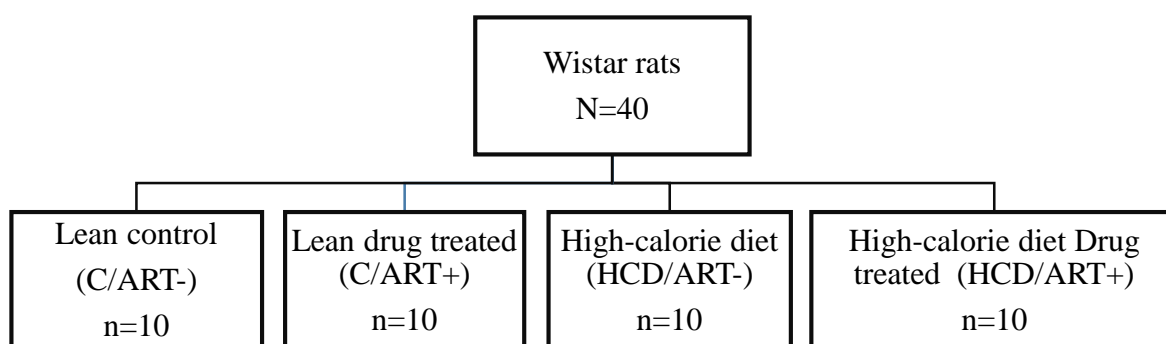 Wistar rats
N=40
Lean control
(C/ART-)
n=10
Lean drug treated
(C/ART+)
n=10
High-calorie diet
(HCD/ART-)
n=10
High-calorie diet Drug
treated (HCD/ART+)
n=10